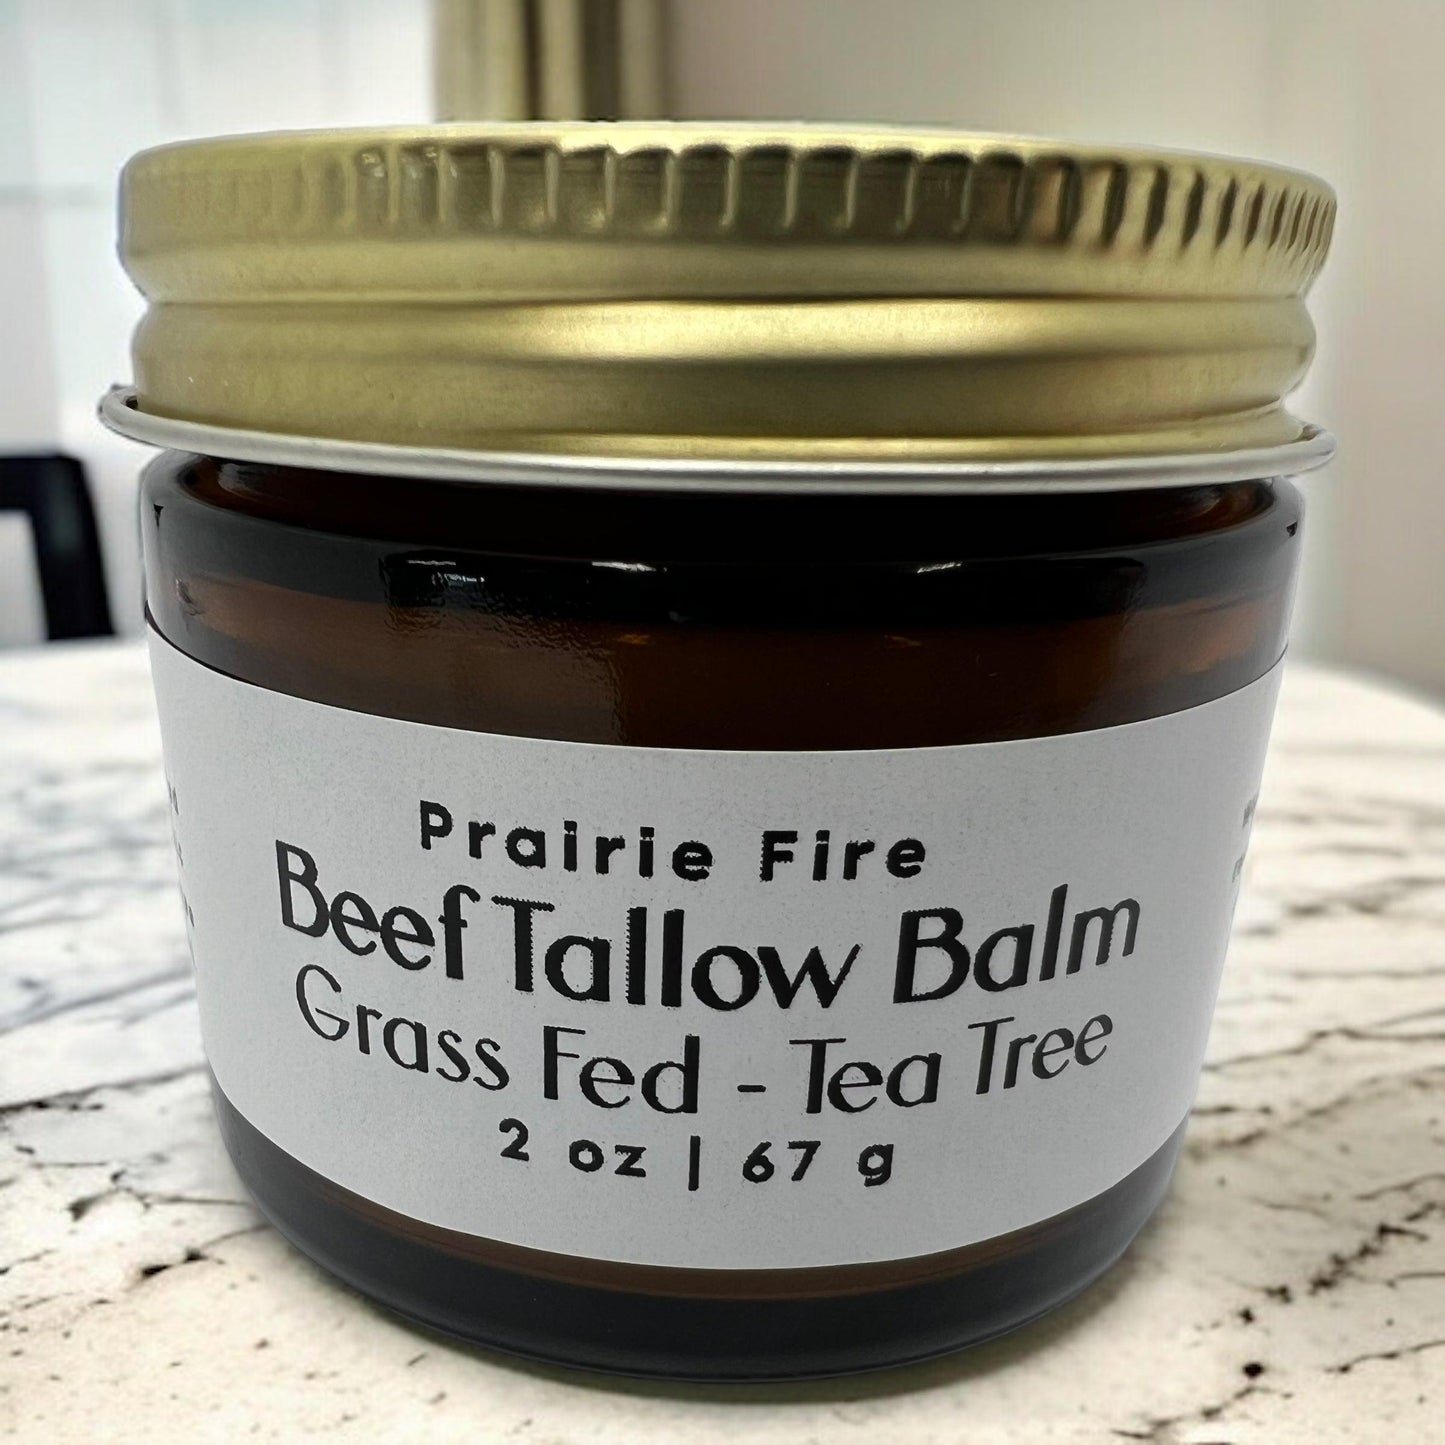 Prairie Fire
Beef Tallow Balm
Grass Fed - Tea Tree
2 oz | 67 g